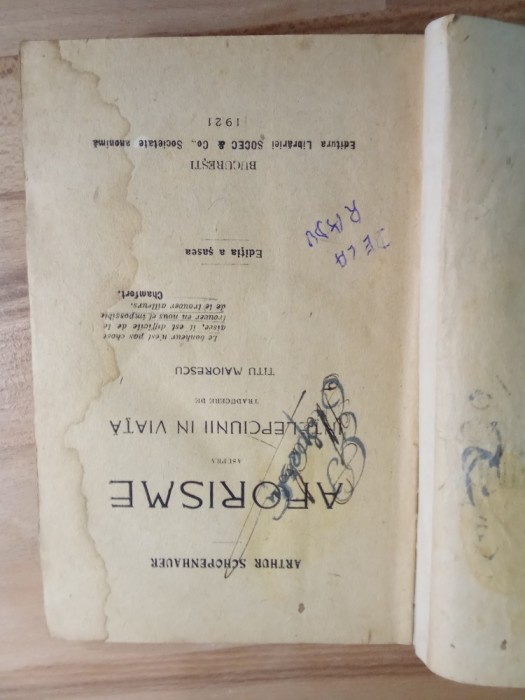 ARTHUR SCHOPENHAUER
AFORISME
ASUPRA
INȚELEPCIUNII IN VIAȚĂ
TRADUCERE DE
TITU MAIORESCU
Le bonheur n'est pas chose
aisée, il est difficile de le
trouver en nous et impossible
de le trouver ailleurs.
Chamfort.
Ediția a șasea
DE LA
RADU
BUCUREȘTI
Editura Librăriei SOCEC & Co., Societate anonimă
1921